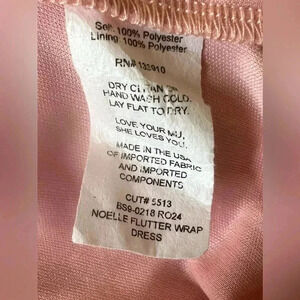 Self: 100% Polyester
Lining: 100% Polyester
RN# 133910
DRY CLEAN OR
HAND WASH COLD.
LAY FLAT TO DRY.
LOVE YOUR MU,
SHE LOVES YOU.
MADE IN THE USA
OF IMPORTED FABRIC
AND IMPORTED
COMPONENTS
CUT# 5513
BS9-0218 RO24
NOELLE FLUTTER WRAP
DRESS